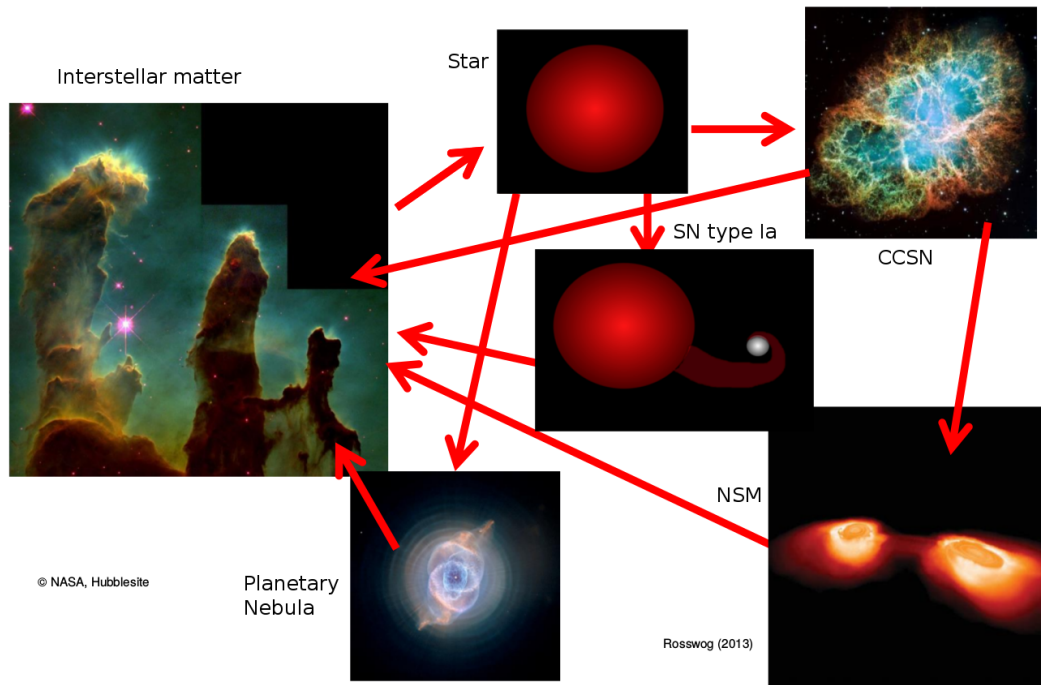 Interstellar matter
Star
SN type Ia
CCSN
NSM
Planetary
Nebula
© NASA, Hubblesite
Rosswog (2013)